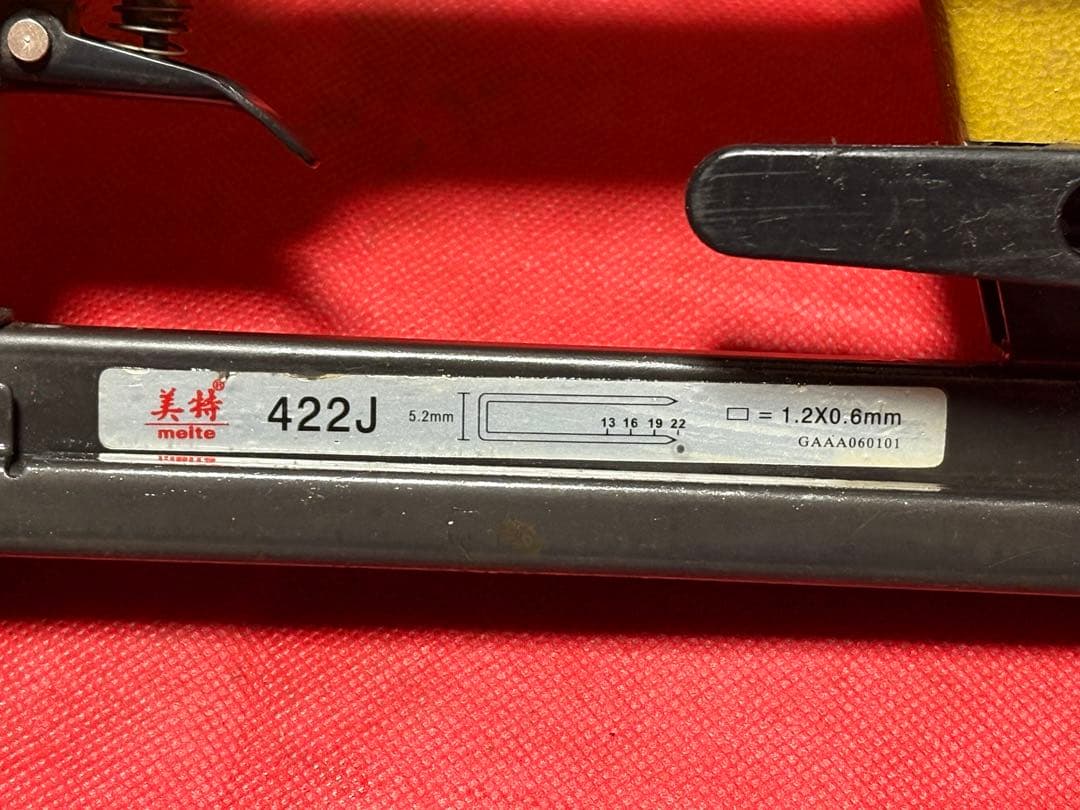 美特®
meite
422J
5.2mm
13 16 19 22
= 1.2X0.6mm
GAAA060101